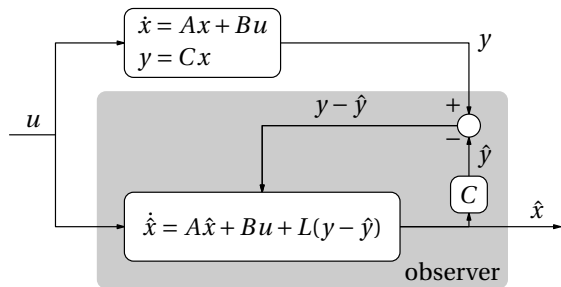 ẋ = Ax + Bu
y = Cx
y
u
y − ŷ
+
−
ŷ
C
x̂̇ = Ax̂ + Bu + L(y − ŷ)
x̂
observer